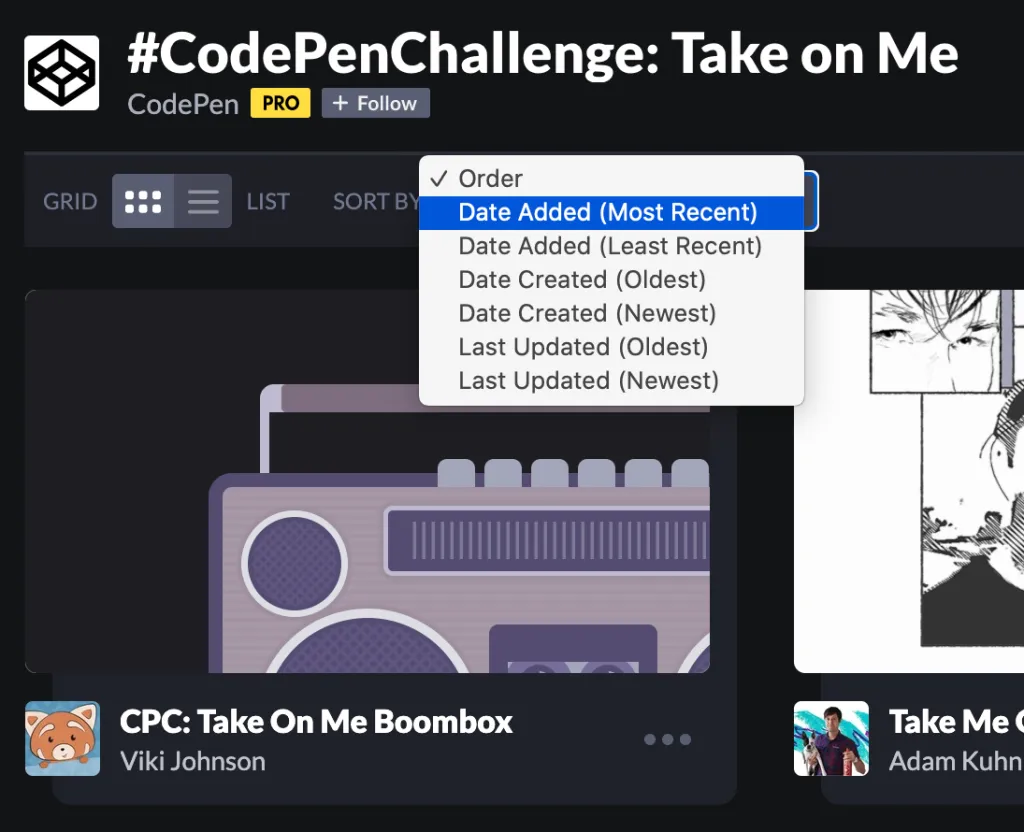 #CodePenChallenge: Take on Me
CodePen PRO + Follow
GRID LIST SORT BY
✓ Order
Date Added (Most Recent)
Date Added (Least Recent)
Date Created (Oldest)
Date Created (Newest)
Last Updated (Oldest)
Last Updated (Newest)
CPC: Take On Me Boombox
Viki Johnson
Take Me
Adam Kuhn